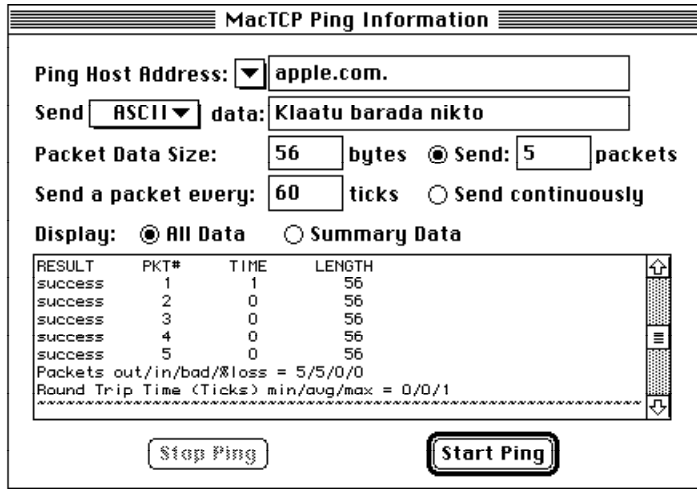 MacTCP Ping Information
Ping Host Address: apple.com.
Send ASCII data: Klaatu barada nikto
Packet Data Size: 56 bytes Send: 5 packets
Send a packet every: 60 ticks Send continuously
Display: All Data Summary Data
RESULT PKT# TIME LENGTH
success 1 1 56
success 2 0 56
success 3 0 56
success 4 0 56
success 5 0 56
Packets out/in/bad/%loss = 5/5/0/0
Round Trip Time (Ticks) min/avg/max = 0/0/1
~~~~~~~~~~~~~~~~~~~~~~~~~~~~~~~~~~~~~~~~~~~~~~~~~~~~~~~~~~~~
Stop Ping Start Ping